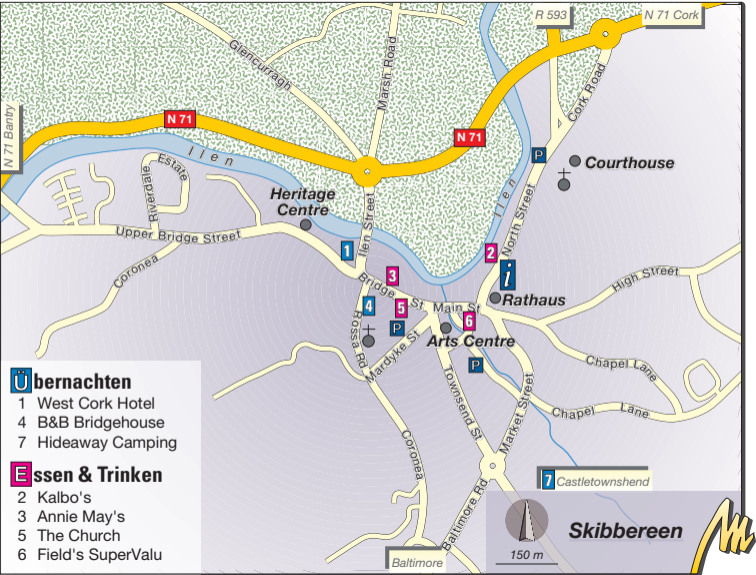 R 593
N 71 Cork
Glencurragh
Marsh Road
Cork Road
N 71 Bantry
N 71
N 71
Ilen
P
Courthouse
Estate
Riverdale
Heritage
Centre
Ilen
Ilen Street
North Street
Upper Bridge Street
1
2
i
Coronea
3
Bridge St
High Street
Rathaus
4
5
Main St
6
P
Rossa Rd
Arts Centre
Mardyke St
P
Chapel Lane
Townsend St
Market Street
Chapel Lane
Coronea
Übernachten
1 West Cork Hotel
4 B&B Bridgehouse
7 Hideaway Camping
Essen & Trinken
2 Kalbo's
3 Annie May's
5 The Church
6 Field's SuperValu
7 Castletownshend
Baltimore Rd
Baltimore
150 m
Skibbereen